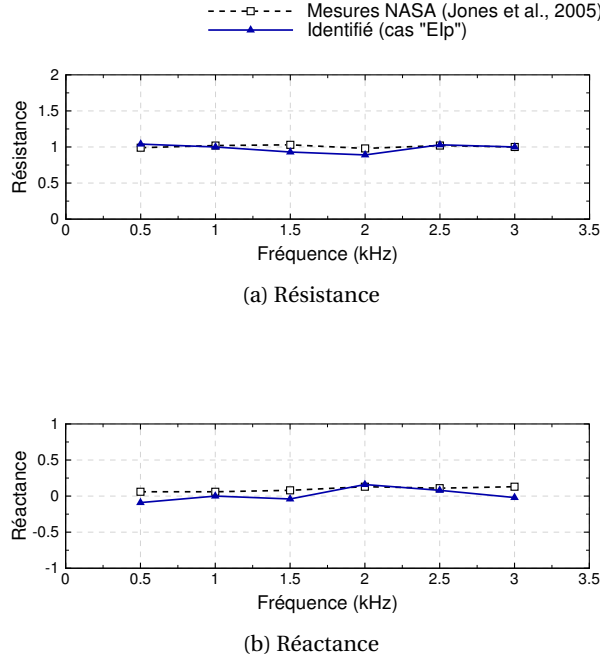 Mesures NASA (Jones et al., 2005)
Identifié (cas "EIp")
2
1.5
1
0.5
0
Résistance
0 0.5 1 1.5 2 2.5 3 3.5
Fréquence (kHz)
(a) Résistance
1
0.5
0
-0.5
-1
Réactance
0 0.5 1 1.5 2 2.5 3 3.5
Fréquence (kHz)
(b) Réactance